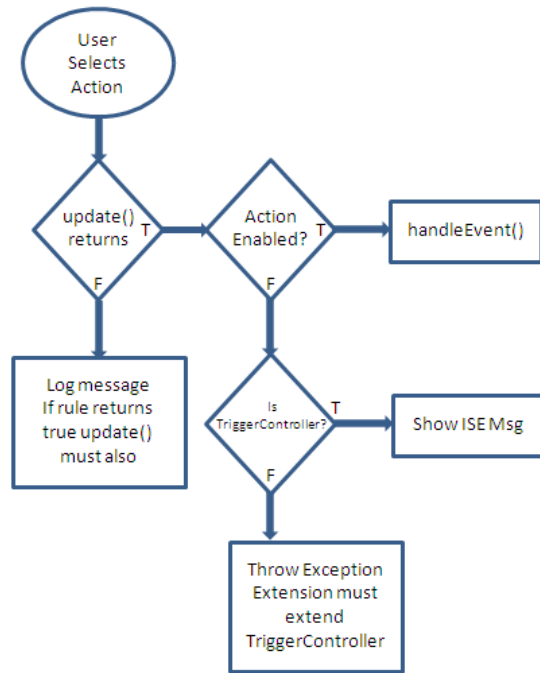 User
Selects
Action
update()
returns
T
F
Action
Enabled?
T
F
handleEvent()
Log message
If rule returns
true update()
must also
Is
TriggerController?
T
F
Show ISE Msg
Throw Exception
Extension must
extend
TriggerController